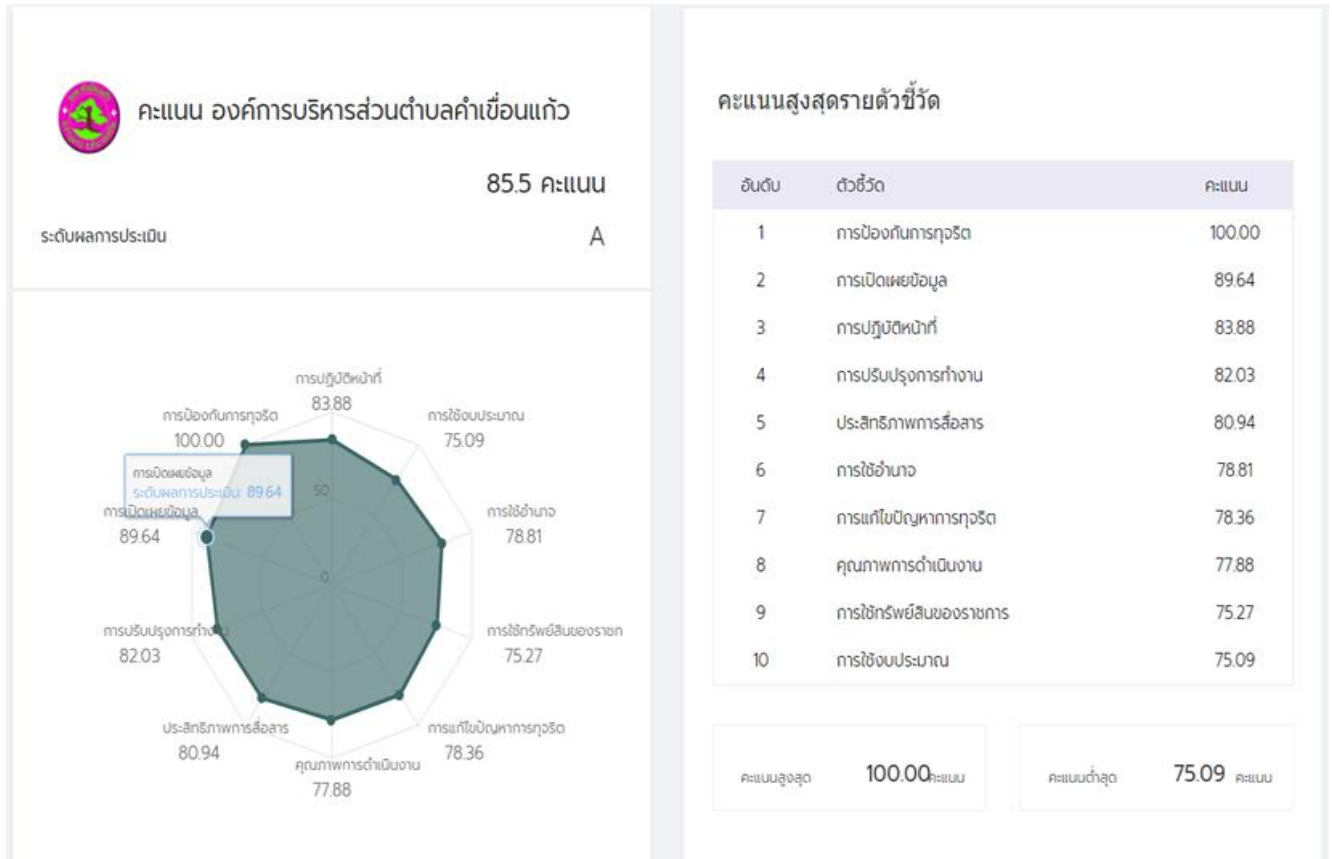 คะแนน องค์การบริหารส่วนตำบลคำเขื่อนแก้ว
85.5 คะแนน
ระดับผลการประเมิน A
การปฏิบัติหน้าที่
83.88
การป้องกันการทุจริต
100.00
การใช้งบประมาณ
75.09
การเปิดเผยข้อมูล
ระดับผลการประเมิน: 89.64
50
การเปิดเผยข้อมูล
89.64
การใช้อำนาจ
78.81
0
การปรับปรุงการทำงาน
82.03
การใช้ทรัพย์สินของราชก
75.27
ประสิทธิภาพการสื่อสาร
80.94
การแก้ไขปัญหาการทุจริต
78.36
คุณภาพการดำเนินงาน
77.88
คะแนนสูงสุดรายตัวชี้วัด
อันดับ ตัวชี้วัด คะแนน
1 การป้องกันการทุจริต 100.00
2 การเปิดเผยข้อมูล 89.64
3 การปฏิบัติหน้าที่ 83.88
4 การปรับปรุงการทำงาน 82.03
5 ประสิทธิภาพการสื่อสาร 80.94
6 การใช้อำนาจ 78.81
7 การแก้ไขปัญหาการทุจริต 78.36
8 คุณภาพการดำเนินงาน 77.88
9 การใช้ทรัพย์สินของราชการ 75.27
10 การใช้งบประมาณ 75.09
คะแนนสูงสุด 100.00 คะแนน
คะแนนต่ำสุด 75.09 คะแนน